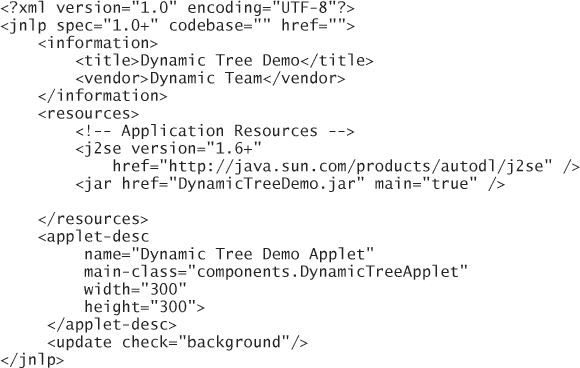 <?xml version="1.0" encoding="UTF-8"?>
<jnlp spec="1.0+" codebase="" href="">
    <information>
        <title>Dynamic Tree Demo</title>
        <vendor>Dynamic Team</vendor>
    </information>
    <resources>
        <!-- Application Resources -->
        <j2se version="1.6+"
            href="http://java.sun.com/products/autodl/j2se" />
        <jar href="DynamicTreeDemo.jar" main="true" />

    </resources>
    <applet-desc
         name="Dynamic Tree Demo Applet"
         main-class="components.DynamicTreeApplet"
         width="300"
         height="300">
     </applet-desc>
     <update check="background"/>
</jnlp>